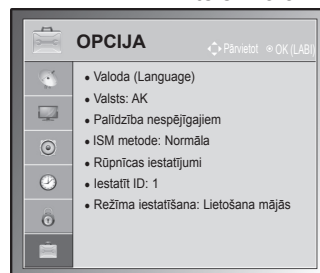 OPCIJA
Pārvietot OK (LABI)
• Valoda (Language)
• Valsts: AK
• Palīdzība nespējīgajiem
• ISM metode: Normāla
• Rūpnīcas iestatījumi
• Iestatīt ID: 1
• Režīma iestatīšana: Lietošana mājās